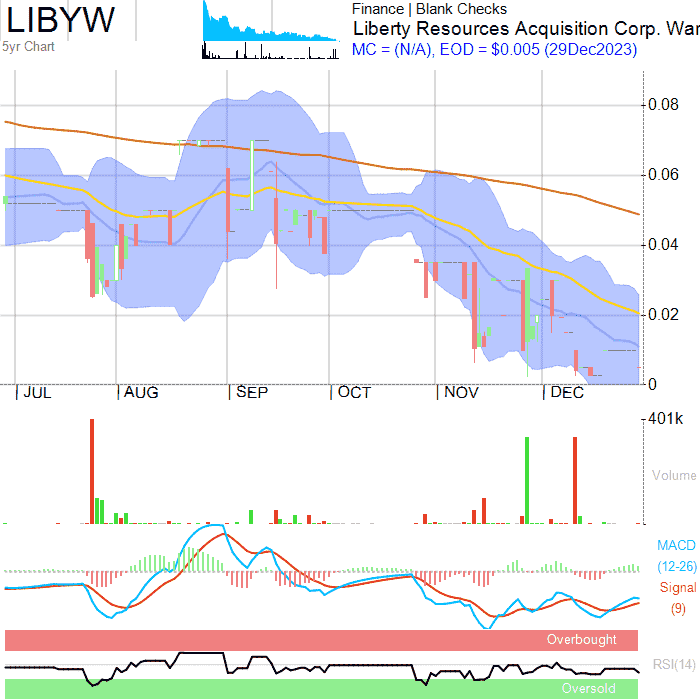 LIBYW
5yr Chart
Finance | Blank Checks
Liberty Resources Acquisition Corp. War
MC = (N/A), EOD = $0.005 (29Dec2023)
0.08
0.06
0.04
0.02
0
JUL AUG SEP OCT NOV DEC
401k
Volume
MACD
(12-26)
Signal
(9)
Overbought
RSI(14)
Oversold